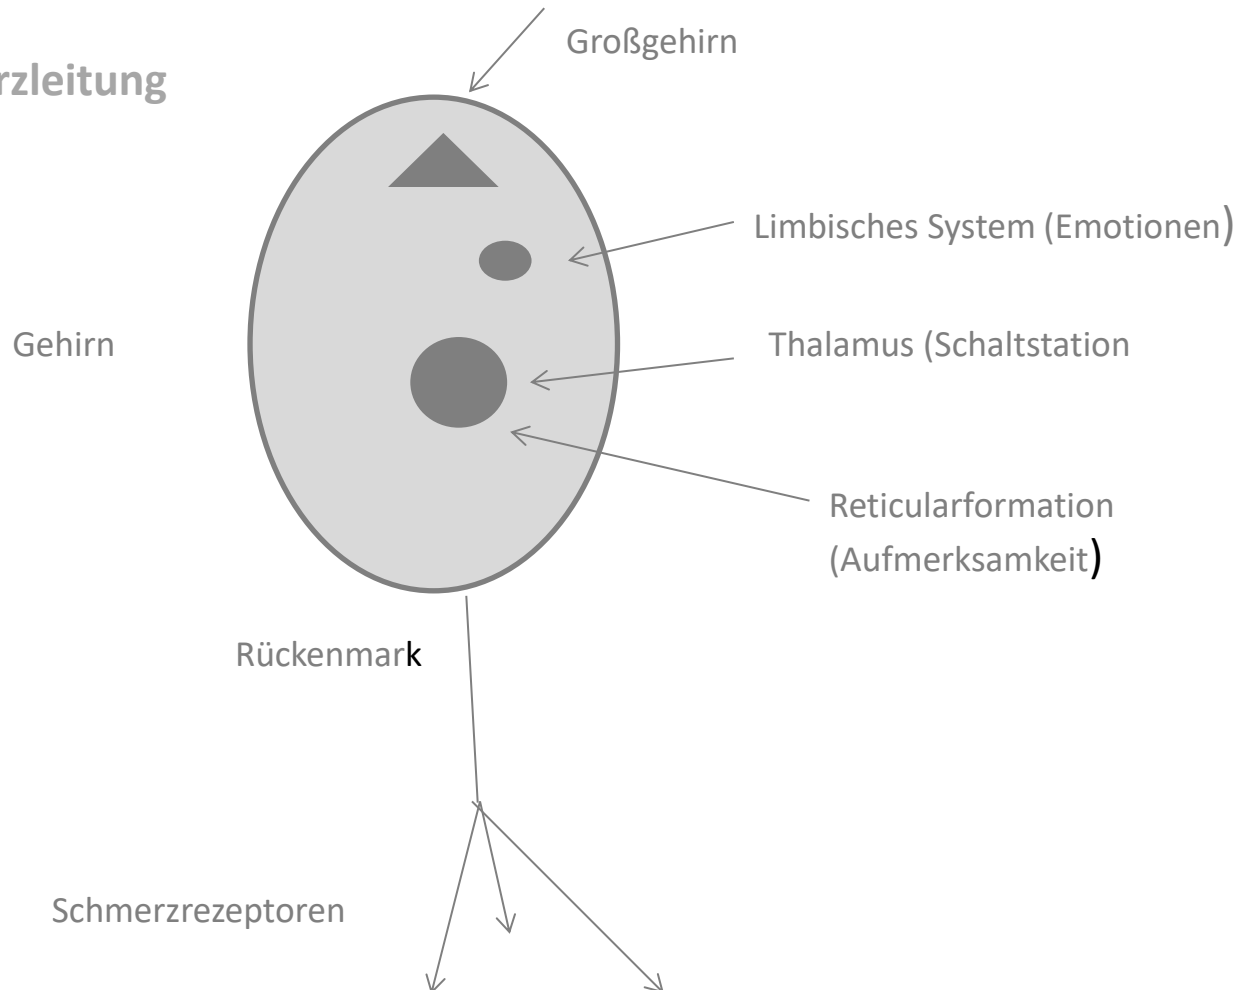 Großgehirn
rzleitung
Limbisches System (Emotionen)
Gehirn
Thalamus (Schaltstation
Reticularformation
(Aufmerksamkeit)
Rückenmark
Schmerzrezeptoren